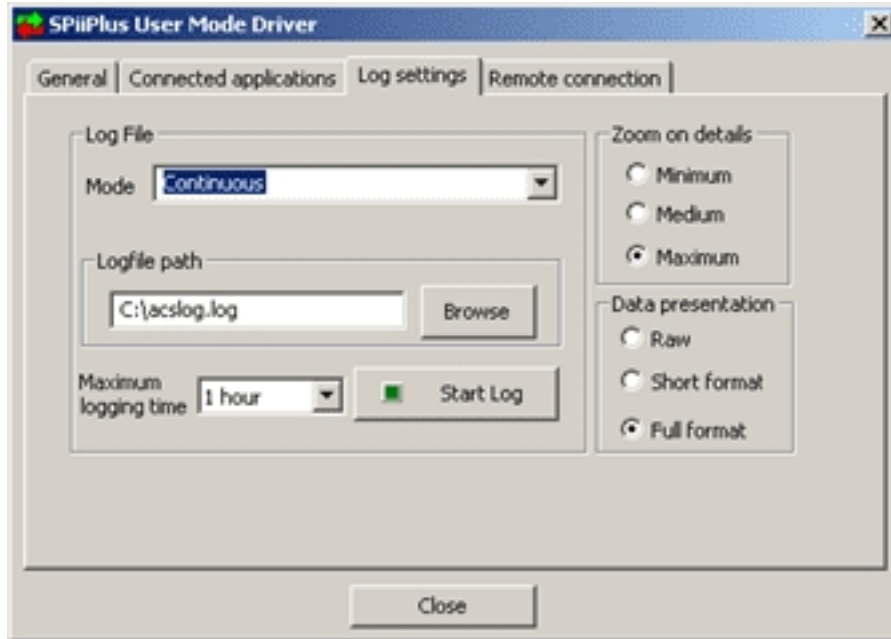 SPiiPlus User Mode Driver
General
Connected applications
Log settings
Remote connection
Log File
Mode
Continuous
Logfile path
C:\acslog.log
Browse
Maximum
logging time
1 hour
Start Log
Zoom on details
Minimum
Medium
Maximum
Data presentation
Raw
Short format
Full format
Close